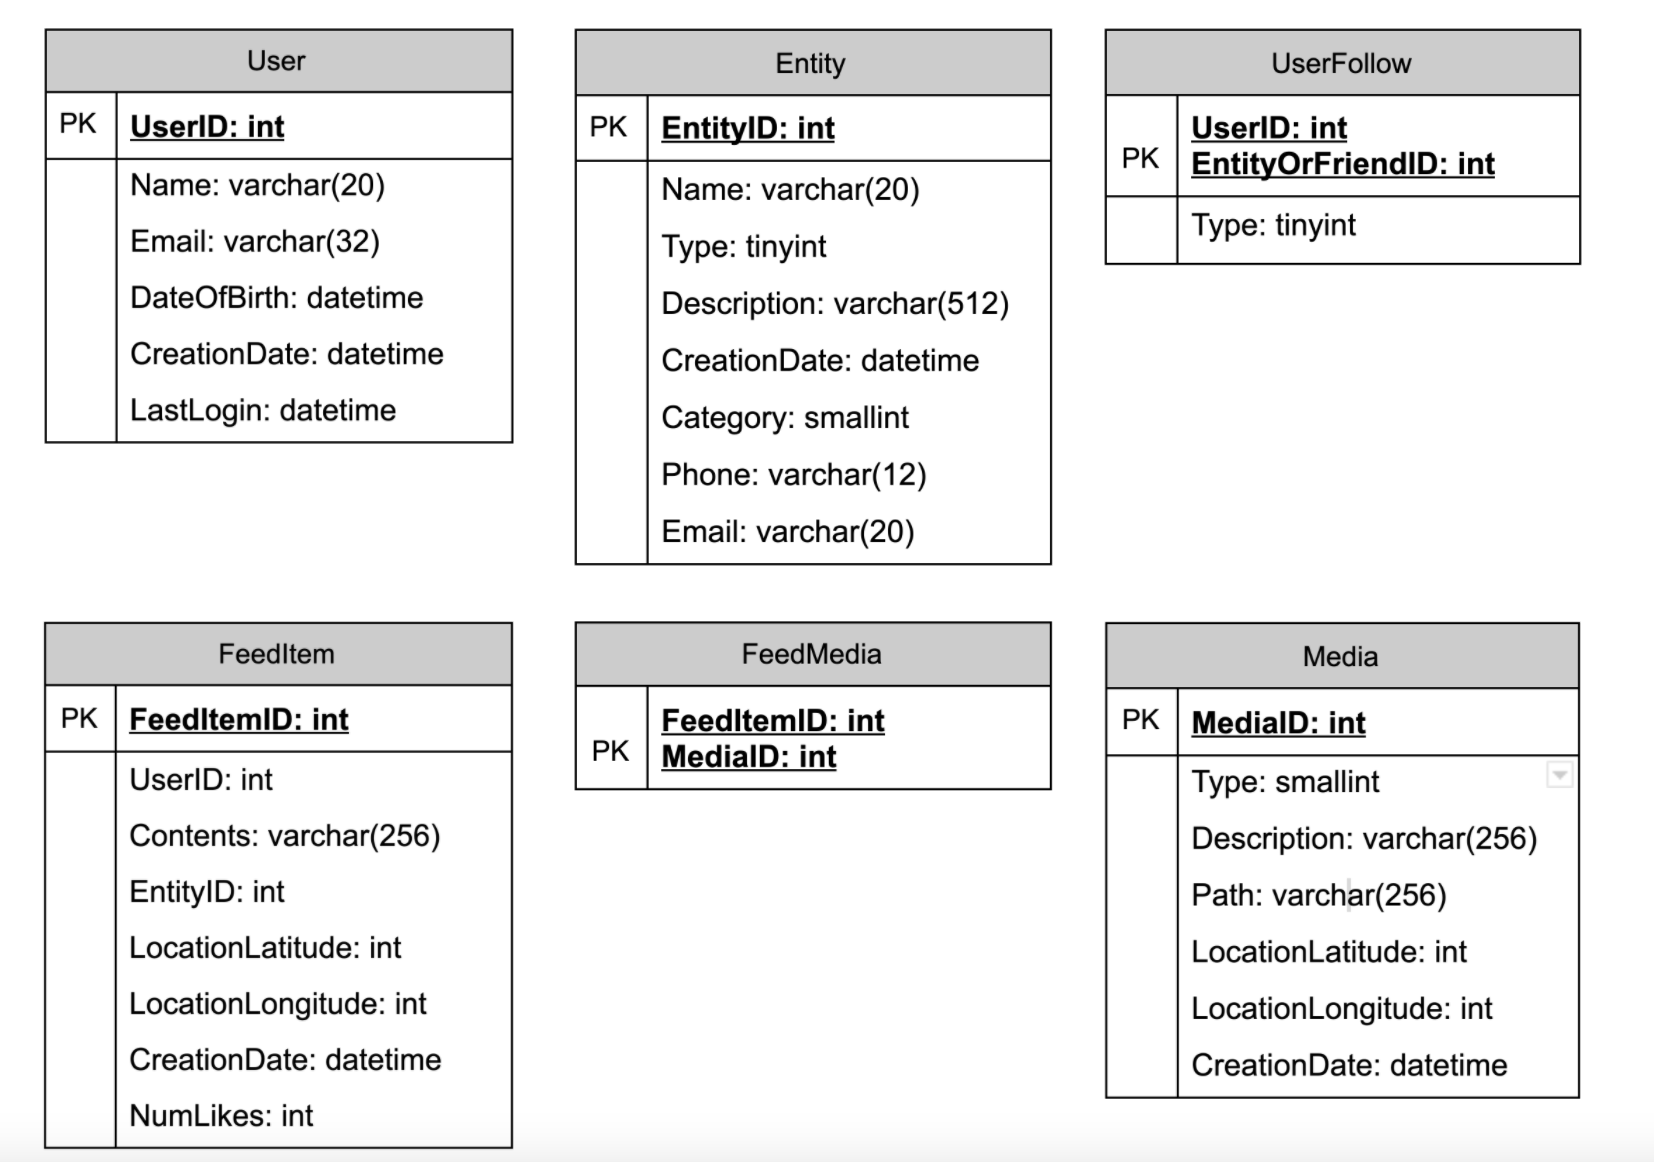 User
PK
UserID: int
Name: varchar(20)
Email: varchar(32)
DateOfBirth: datetime
CreationDate: datetime
LastLogin: datetime
Entity
PK
EntityID: int
Name: varchar(20)
Type: tinyint
Description: varchar(512)
CreationDate: datetime
Category: smallint
Phone: varchar(12)
Email: varchar(20)
UserFollow
PK
UserID: int
EntityOrFriendID: int
Type: tinyint
FeedItem
PK
FeedItemID: int
UserID: int
Contents: varchar(256)
EntityID: int
LocationLatitude: int
LocationLongitude: int
CreationDate: datetime
NumLikes: int
FeedMedia
PK
FeedItemID: int
MediaID: int
Media
PK
MediaID: int
Type: smallint
Description: varchar(256)
Path: varchar(256)
LocationLatitude: int
LocationLongitude: int
CreationDate: datetime